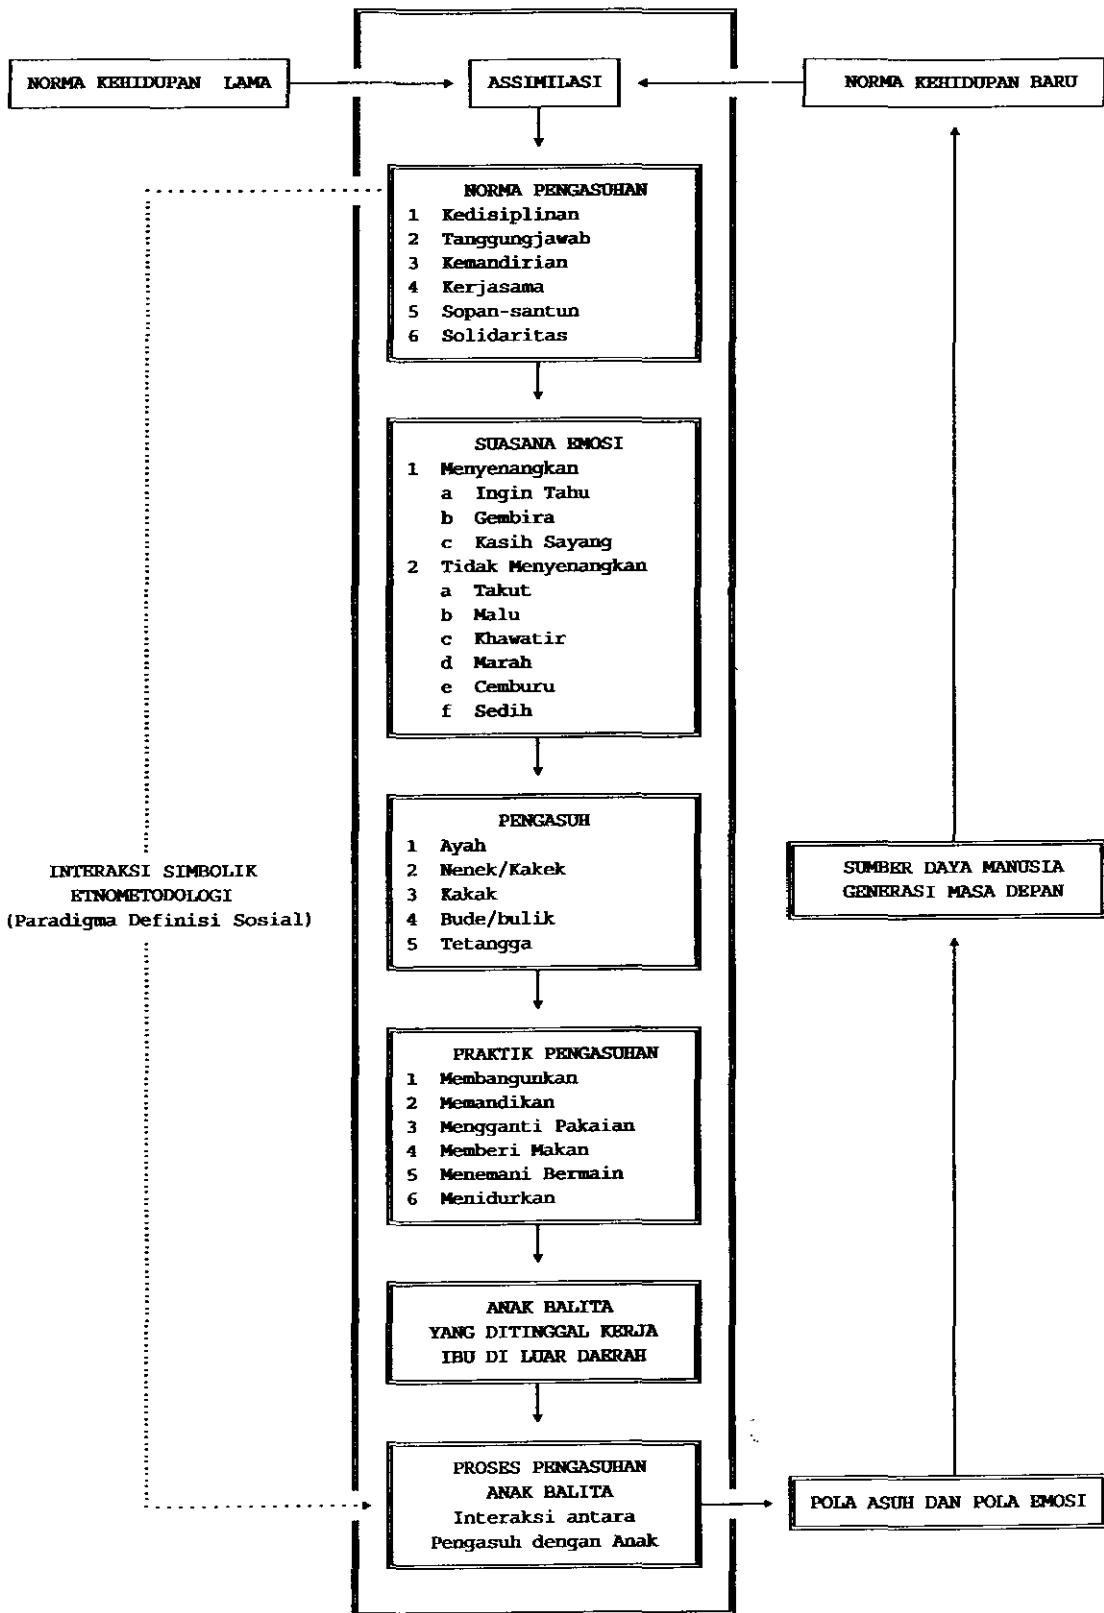 NORMA KEHIDUPAN LAMA
ASSIMILASI
NORMA KEHIDUPAN BARU
NORMA PENGASUHAN
1 Kedisiplinan
2 Tanggungjawab
3 Kemandirian
4 Kerjasama
5 Sopan-santun
6 Solidaritas
SUASANA EMOSI
1 Menyenangkan
a Ingin Tahu
b Gembira
c Kasih Sayang
2 Tidak Menyenangkan
a Takut
b Malu
c Khawatir
d Marah
e Cemburu
f Sedih
PENGASUH
1 Ayah
2 Nenek/Kakek
3 Kakak
4 Bude/bulik
5 Tetangga
INTERAKSI SIMBOLIK
ETNOMETODOLOGI
(Paradigma Definisi Sosial)
SUMBER DAYA MANUSIA
GENERASI MASA DEPAN
PRAKTIK PENGASUHAN
1 Membangunkan
2 Memandikan
3 Mengganti Pakaian
4 Memberi Makan
5 Menemani Bermain
6 Menidurkan
ANAK BALITA
YANG DITINGGAL KERJA
IBU DI LUAR DAERAH
PROSES PENGASUHAN
ANAK BALITA
Interaksi antara
Pengasuh dengan Anak
POLA ASUH DAN POLA EMOSI